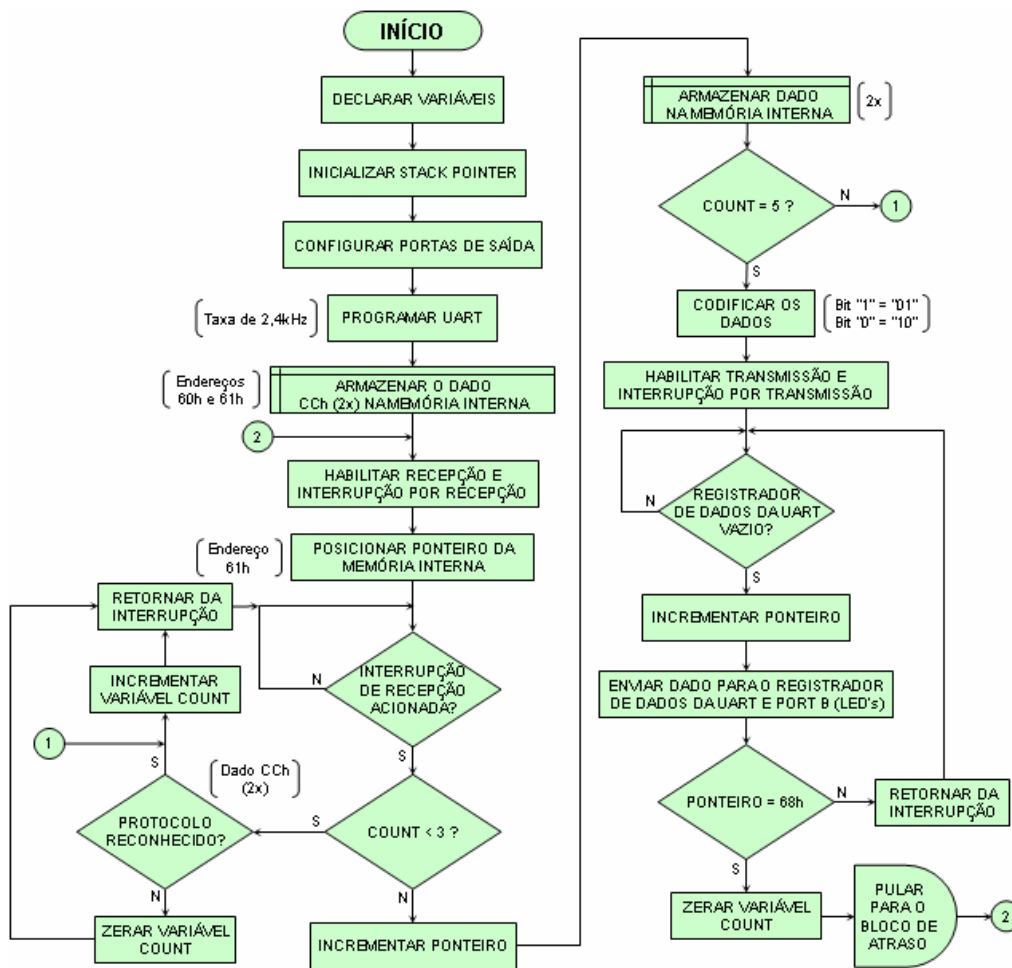 INÍCIO
DECLARAR VARIÁVEIS
INICIALIZAR STACK POINTER
CONFIGURAR PORTAS DE SAÍDA
Taxa de 2,4kHz
PROGRAMAR UART
Endereços
60h e 61h
ARMAZENAR O DADO
CCh (2x) NA MEMÓRIA INTERNA
2
HABILITAR RECEPÇÃO E
INTERRUPÇÃO POR RECEPÇÃO
Endereço
61h
POSICIONAR PONTEIRO DA
MEMÓRIA INTERNA
RETORNAR DA
INTERRUPÇÃO
INTERRUPÇÃO
DE RECEPÇÃO
ACIONADA?
N
S
INCREMENTAR
VARIÁVEL COUNT
1
S
Dado CCh
(2x)
PROTOCOLO
RECONHECIDO?
S
COUNT < 3 ?
N
N
ZERAR VARIÁVEL
COUNT
INCREMENTAR PONTEIRO
ARMAZENAR DADO
NA MEMÓRIA INTERNA
2x
COUNT = 5 ?
N
1
S
CODIFICAR OS
DADOS
Bit "1" = "01"
Bit "0" = "10"
HABILITAR TRANSMISSÃO E
INTERRUPÇÃO POR TRANSMISSÃO
REGISTRADOR
DE DADOS DA UART
VAZIO?
N
S
INCREMENTAR PONTEIRO
ENVIAR DADO PARA O REGISTRADOR
DE DADOS DA UART E PORT B (LED's)
PONTEIRO = 68h
N
RETORNAR DA
INTERRUPÇÃO
S
ZERAR VARIÁVEL
COUNT
PULAR
PARA O
BLOCO DE
ATRASO
2